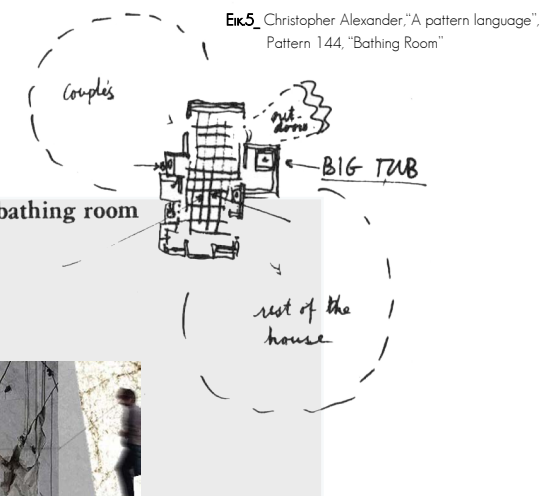 Εικ.5_ Christopher Alexander,"A pattern language",
Pattern 144, "Bathing Room"
Couples
out-
doors
BIG TUB
bathing room
rest of the
house